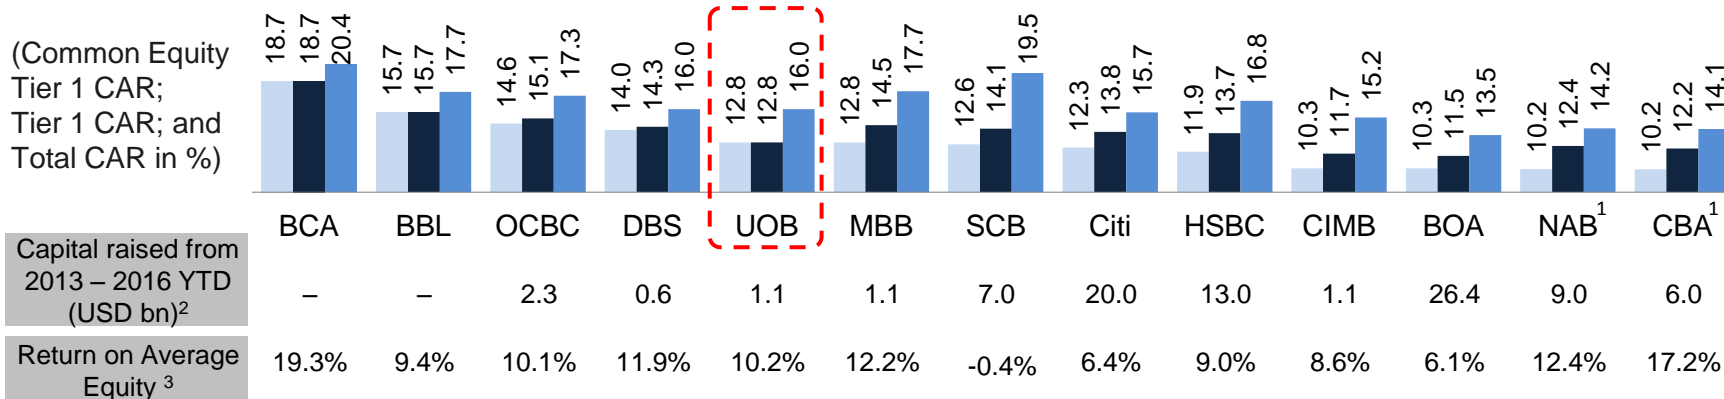 (Common Equity
Tier 1 CAR;
Tier 1 CAR; and
Total CAR in %)
18.7 18.7 20.4 15.7 15.7 17.7 14.6 15.1 17.3 14.0 14.3 16.0 12.8 12.8 16.0 12.8 14.5 17.7 12.6 14.1 19.5 12.3 13.8 15.7 11.9 13.7 16.8 10.3 11.7 15.2 10.3 11.5 13.5 10.2 12.4 14.2 10.2 12.2 14.1
BCA BBL OCBC DBS UOB MBB SCB Citi HSBC CIMB BOA NAB1 CBA1
Capital raised from
2013 – 2016 YTD
(USD bn)2
– – 2.3 0.6 1.1 1.1 7.0 20.0 13.0 1.1 26.4 9.0 6.0
Return on Average
Equity 3
19.3% 9.4% 10.1% 11.9% 10.2% 12.2% -0.4% 6.4% 9.0% 8.6% 6.1% 12.4% 17.2%